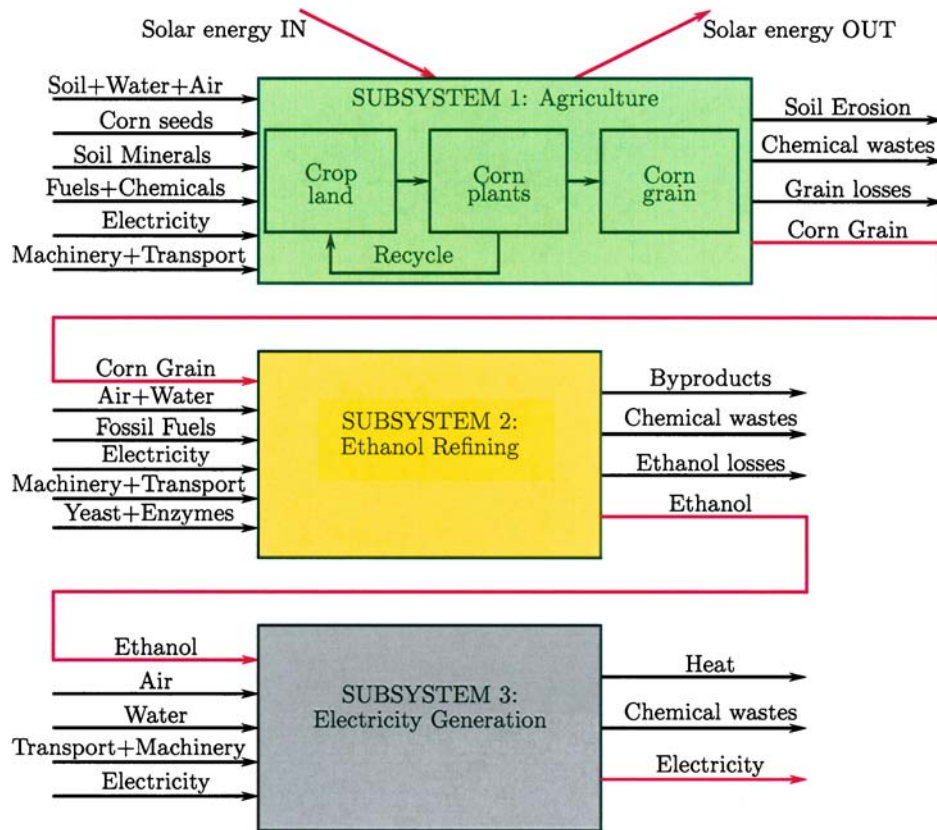 Solar energy IN
Solar energy OUT
Soil+Water+Air
Corn seeds
Soil Minerals
Fuels+Chemicals
Electricity
Machinery+Transport
SUBSYSTEM 1: Agriculture
Crop
land
Corn
plants
Corn
grain
Recycle
Soil Erosion
Chemical wastes
Grain losses
Corn Grain
Corn Grain
Air+Water
Fossil Fuels
Electricity
Machinery+Transport
Yeast+Enzymes
SUBSYSTEM 2:
Ethanol Refining
Byproducts
Chemical wastes
Ethanol losses
Ethanol
Ethanol
Air
Water
Transport+Machinery
Electricity
SUBSYSTEM 3:
Electricity Generation
Heat
Chemical wastes
Electricity